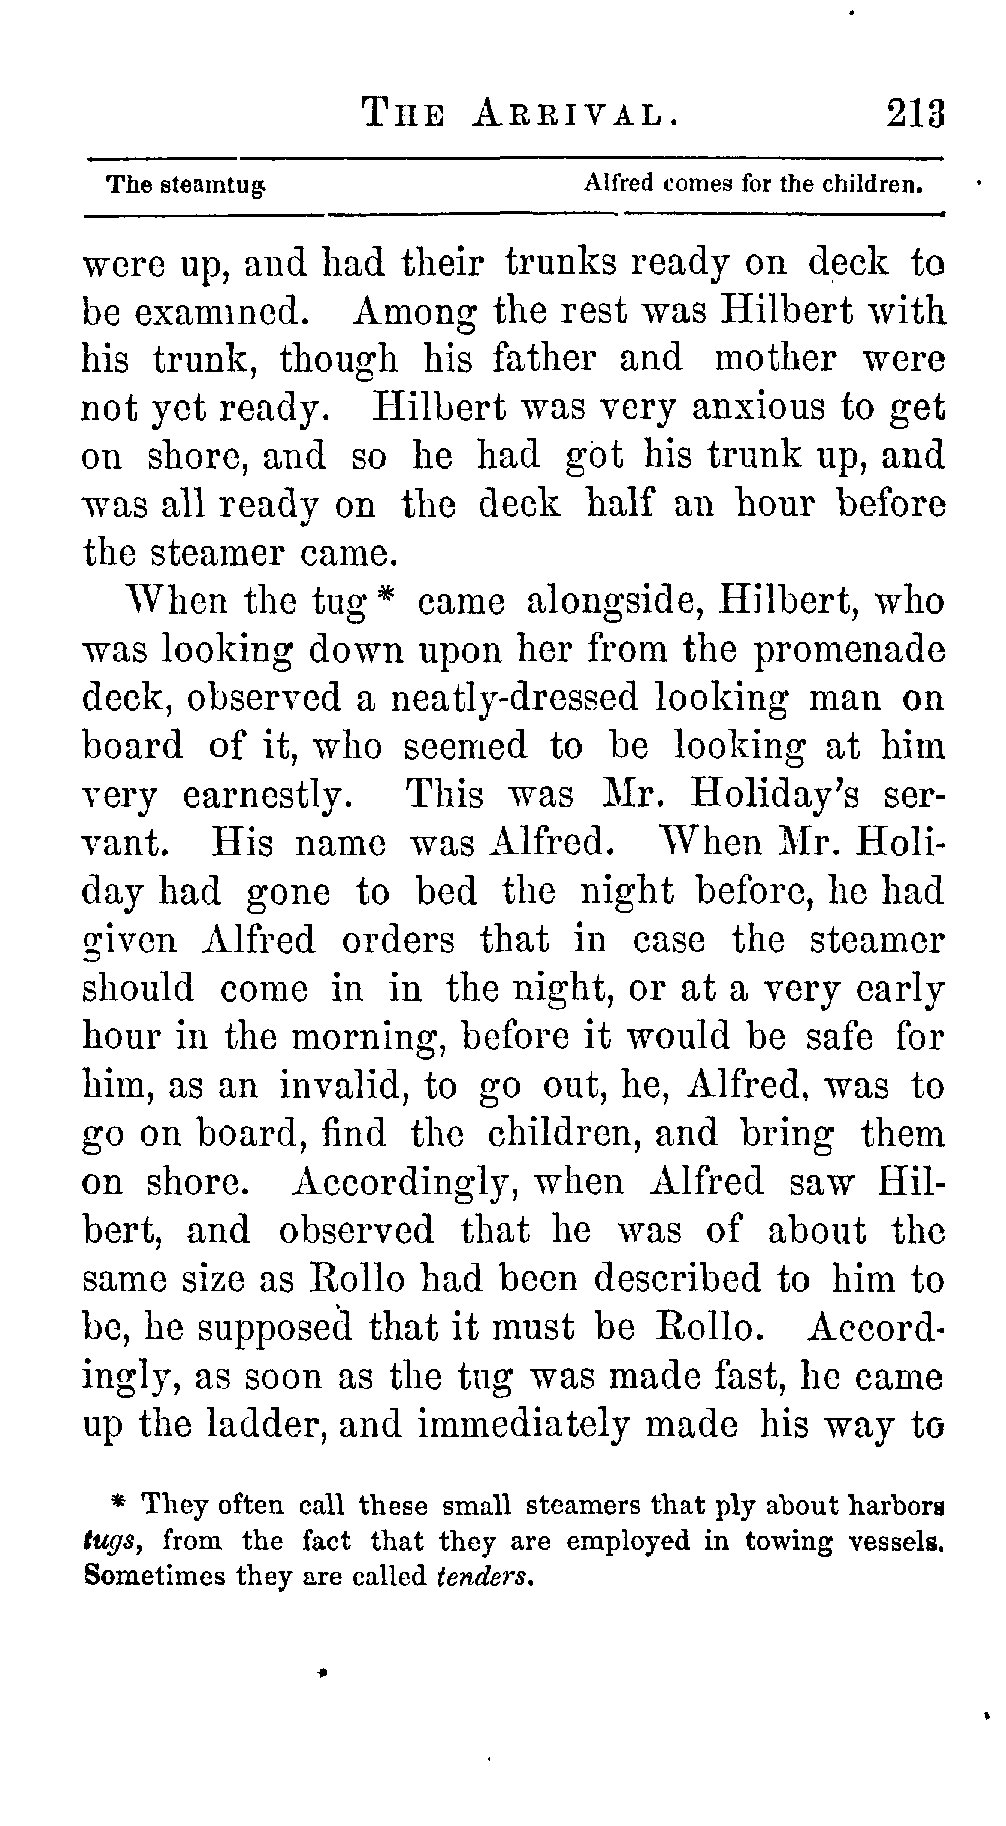 THE ARRIVAL. 213
The steamtug. Alfred comes for the children.
were up, and had their trunks ready on deck to
be examined. Among the rest was Hilbert with
his trunk, though his father and mother were
not yet ready. Hilbert was very anxious to get
on shore, and so he had got his trunk up, and
was all ready on the deck half an hour before
the steamer came.
When the tug * came alongside, Hilbert, who
was looking down upon her from the promenade
deck, observed a neatly-dressed looking man on
board of it, who seemed to be looking at him
very earnestly. This was Mr. Holiday's ser-
vant. His name was Alfred. When Mr. Holi-
day had gone to bed the night before, he had
given Alfred orders that in case the steamer
should come in in the night, or at a very early
hour in the morning, before it would be safe for
him, as an invalid, to go out, he, Alfred, was to
go on board, find the children, and bring them
on shore. Accordingly, when Alfred saw Hil-
bert, and observed that he was of about the
same size as Rollo had been described to him to
be, he supposed that it must be Rollo. Accord-
ingly, as soon as the tug was made fast, he came
up the ladder, and immediately made his way to
* They often call these small steamers that ply about harbors
tugs, from the fact that they are employed in towing vessels.
Sometimes they are called tenders.